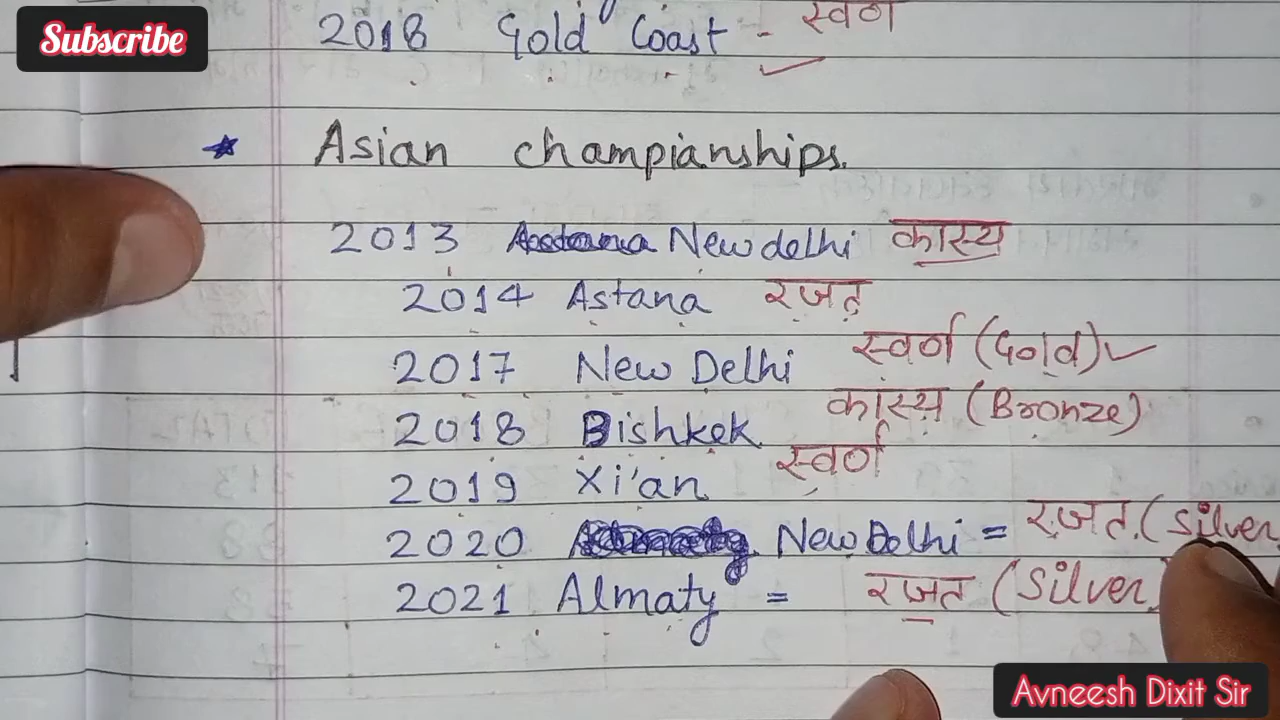 Subscribe
2018 Gold Coast - स्वर्ण
★ Asian champianships.
2013 New delhi कास्य
2014 Astana रजत
2017 New Delhi स्वर्ण (Gold)
2018 Bishkek कांस्य (Bronze)
2019 Xi'an स्वर्ण
2020 New Delhi = रजत (Silver
2021 Almaty = रजत (Silver
Avneesh Dixit Sir